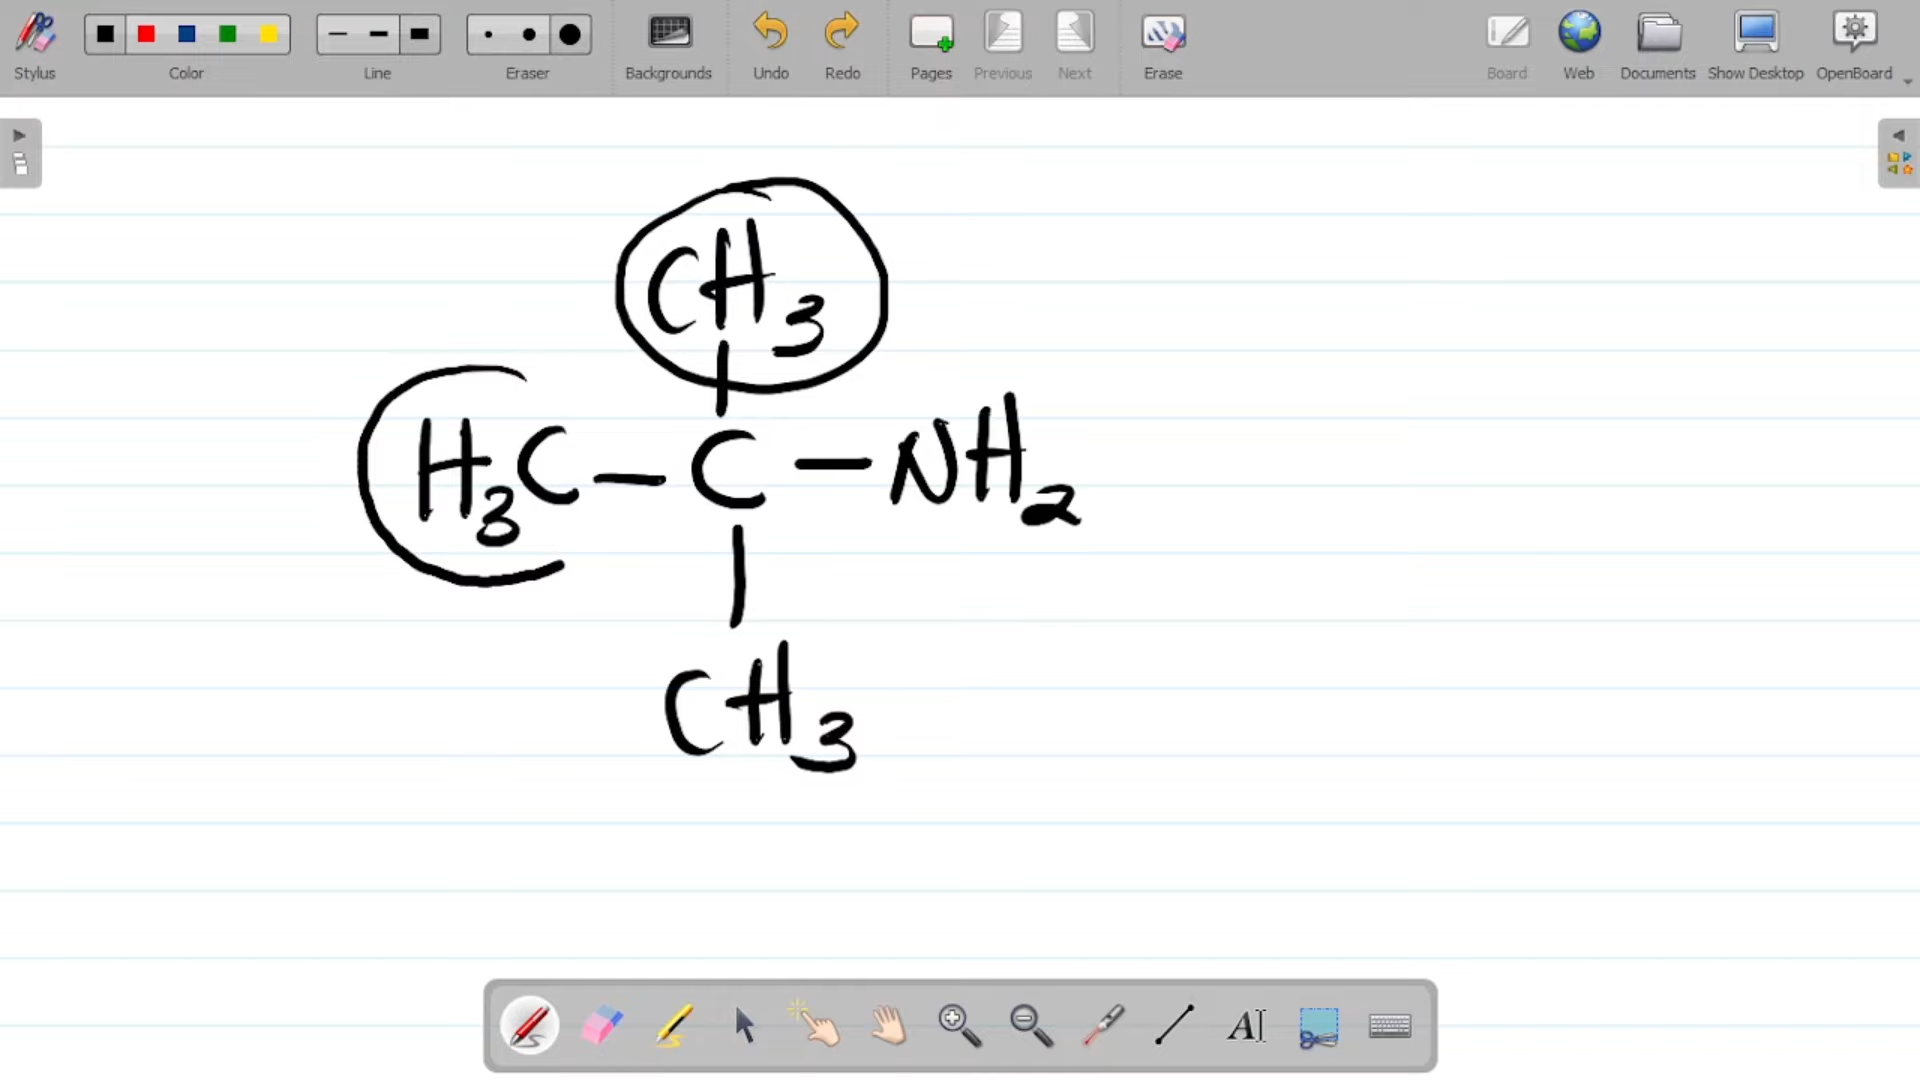 Stylus Color Line Eraser Backgrounds Undo Redo Pages Previous Next Erase Board Web Documents Show Desktop OpenBoard
CH3
H3C - C - NH2
CH3
AI